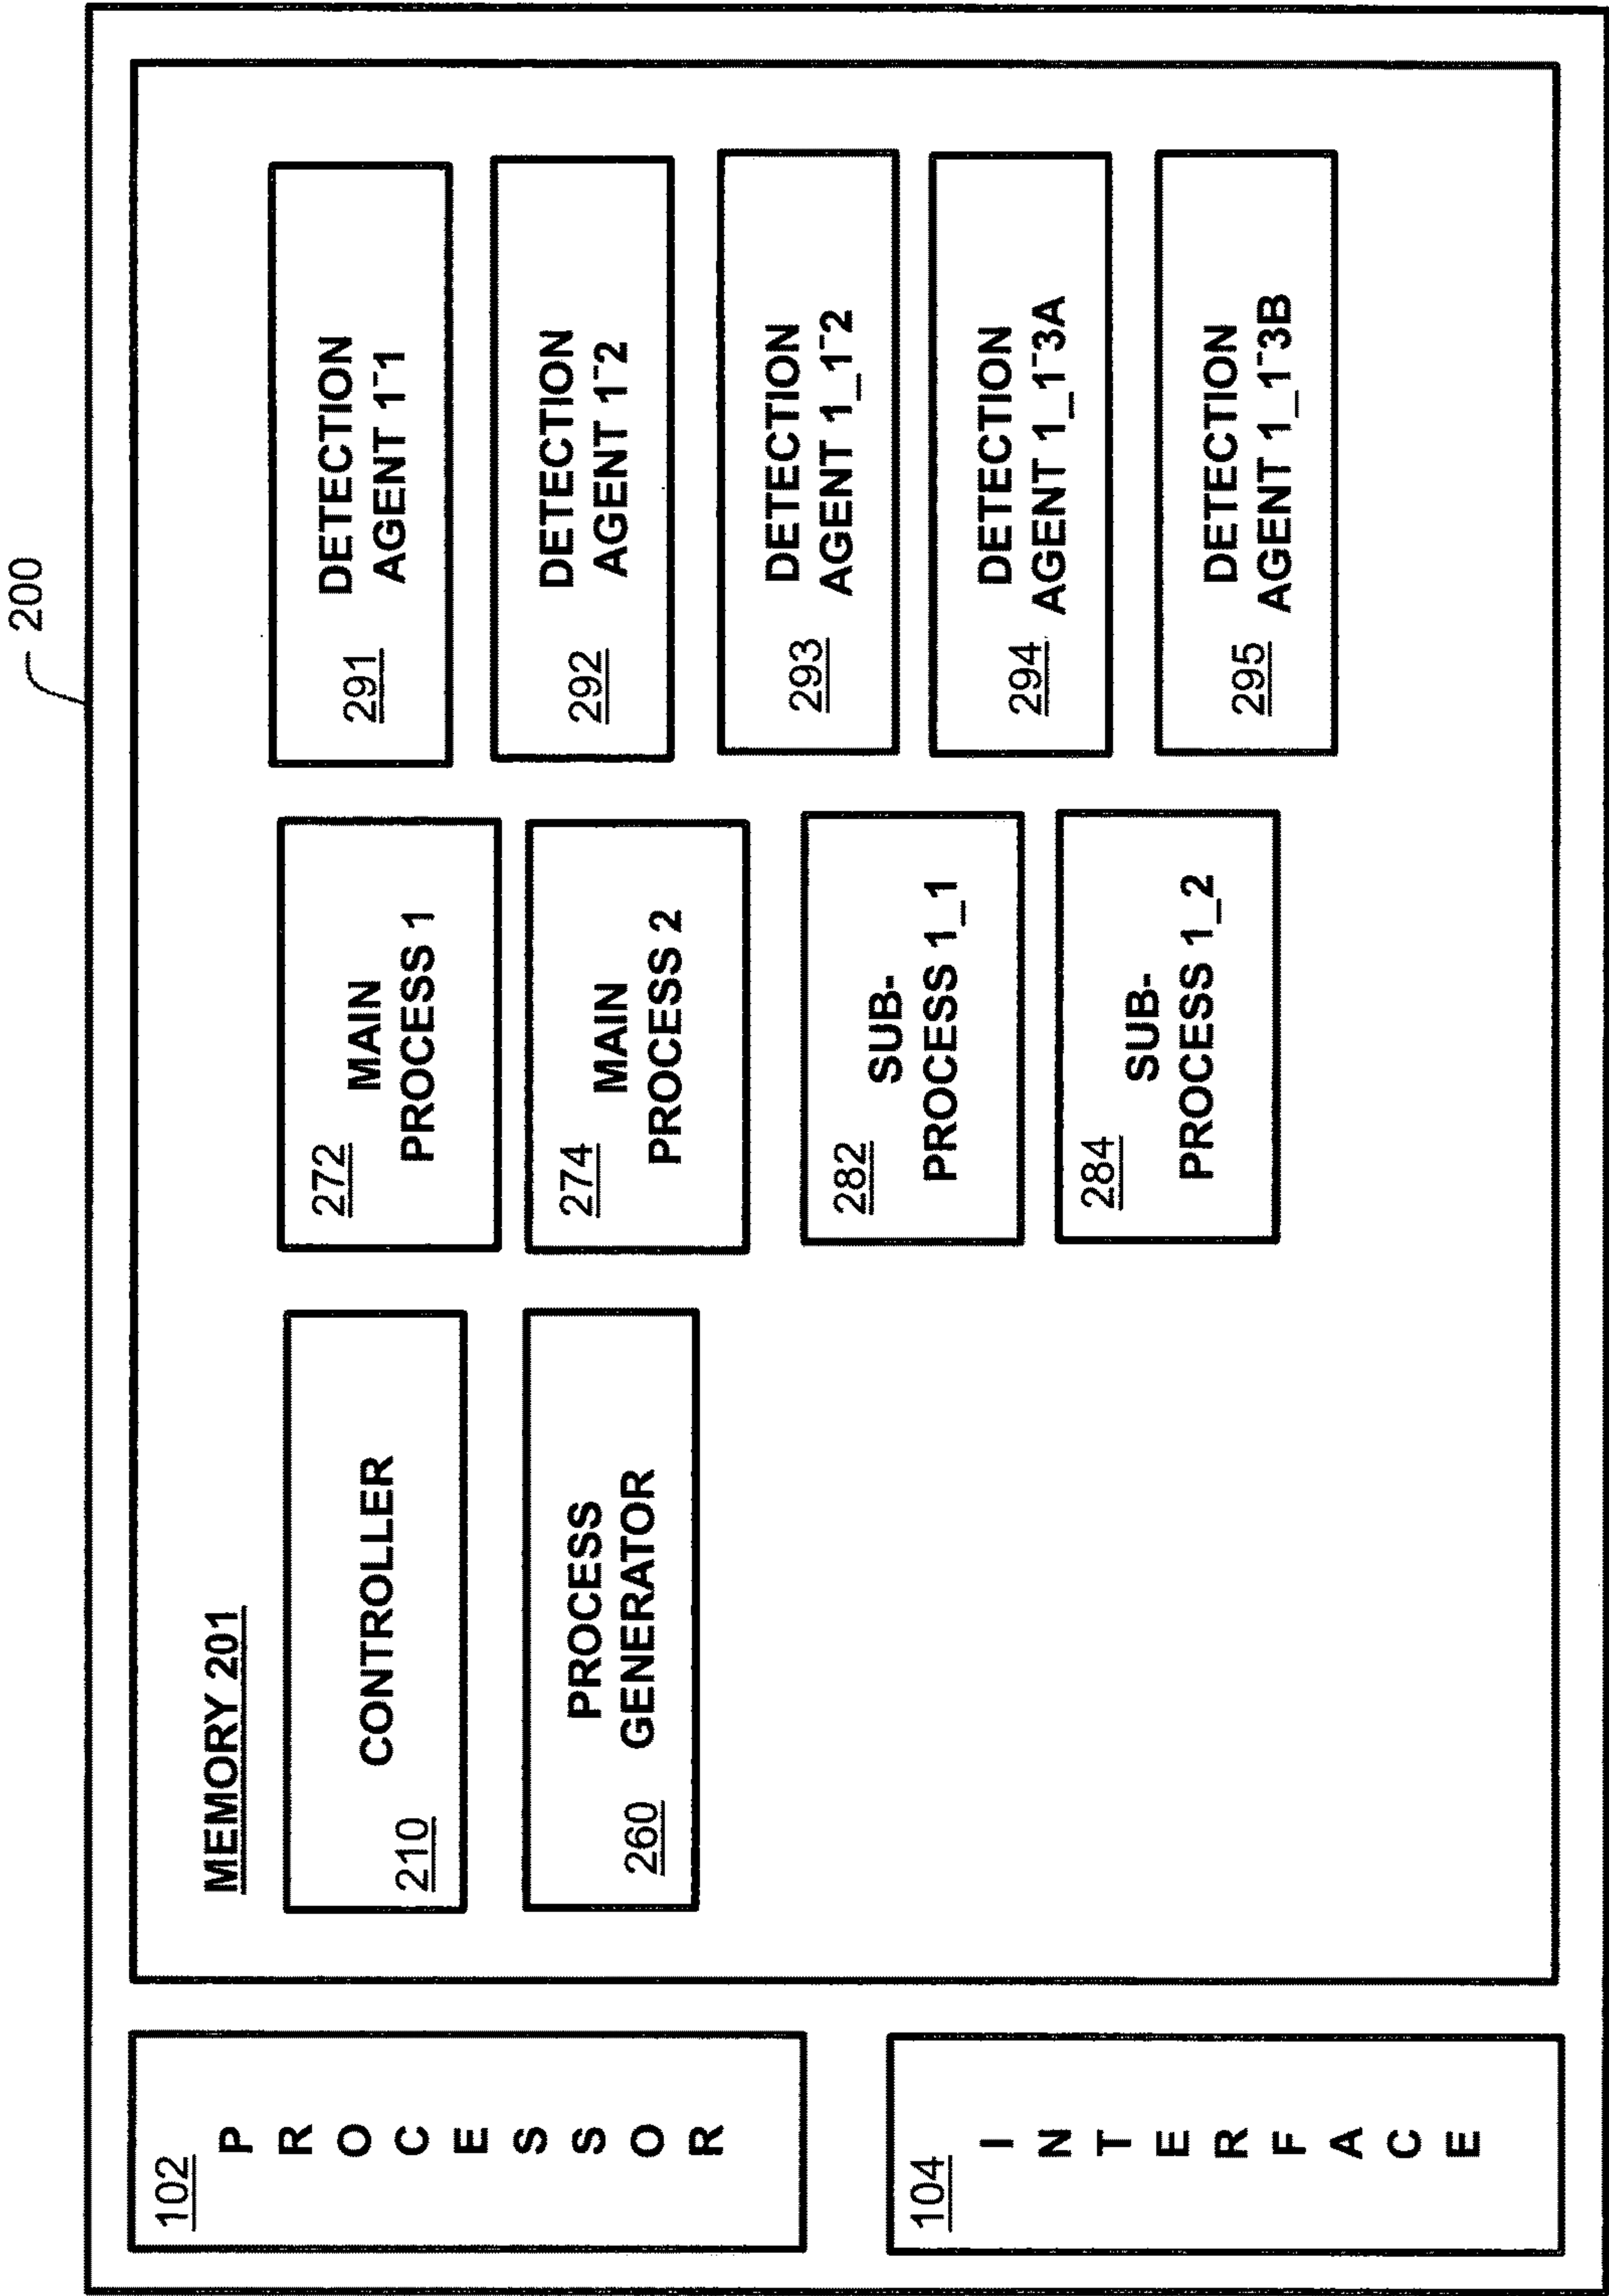 200
102
PROCESSOR
104
INTERFACE
MEMORY 201
CONTROLLER
210
PROCESS
GENERATOR
260
MAIN
PROCESS 1
272
MAIN
PROCESS 2
274
SUB-
PROCESS 1_1
282
SUB-
PROCESS 1_2
284
DETECTION
AGENT 1‾1
291
DETECTION
AGENT 1‾2
292
DETECTION
AGENT 1_1‾2
293
DETECTION
AGENT 1_1‾3A
294
DETECTION
AGENT 1_1‾3B
295